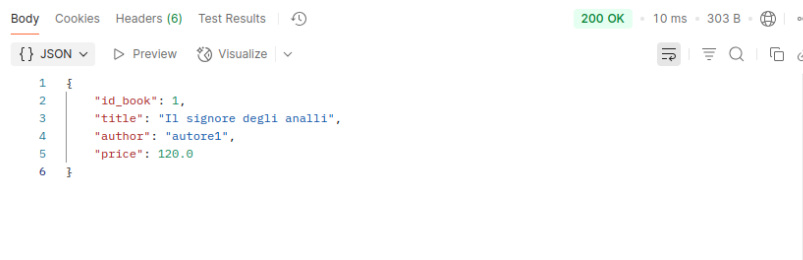 Body Cookies Headers (6) Test Results 200 OK • 10 ms • 303 B
{} JSON Preview Visualize
1 {
2 "id_book": 1,
3 "title": "Il signore degli analli",
4 "author": "autore1",
5 "price": 120.0
6 }